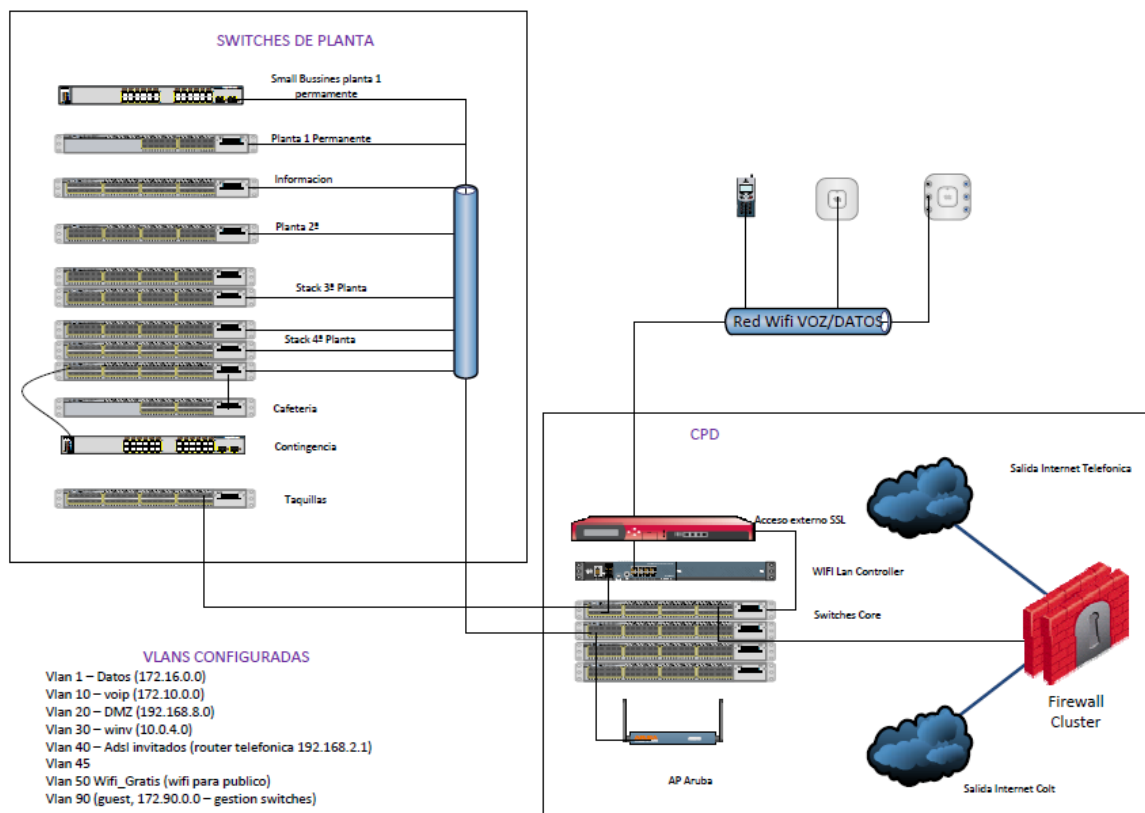 SWITCHES DE PLANTA
Small Bussines planta 1
permamente
Planta 1 Permanente
Informacion
Planta 2ª
Stack 3ª Planta
Stack 4ª Planta
Cafeteria
Contingencia
Taquillas
Red Wifi VOZ/DATOS
CPD
Salida Internet Telefonica
Acceso externo SSL
WIFI Lan Controller
Switches Core
Firewall
Cluster
AP Aruba
Salida Internet Colt
VLANS CONFIGURADAS
Vlan 1 – Datos (172.16.0.0)
Vlan 10 – voip (172.10.0.0)
Vlan 20 – DMZ (192.168.8.0)
Vlan 30 – winv (10.0.4.0)
Vlan 40 – Adsl invitados (router telefonica 192.168.2.1)
Vlan 45
Vlan 50 Wifi_Gratis (wifi para publico)
Vlan 90 (guest, 172.90.0.0 – gestion switches)